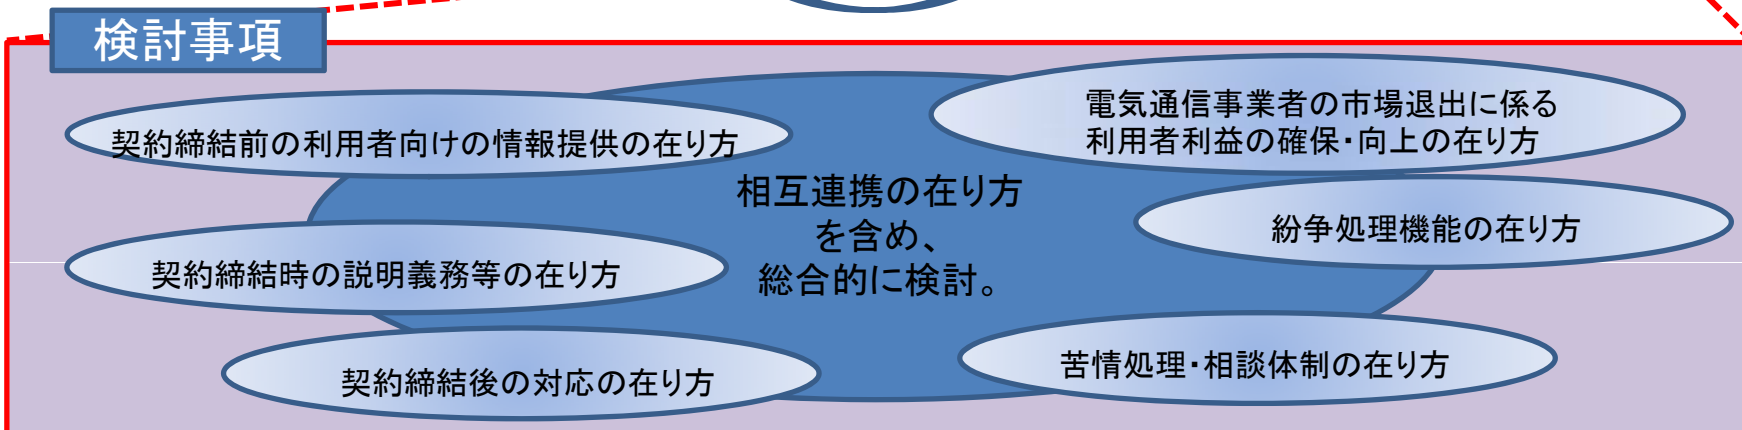 検討事項
契約締結前の利用者向けの情報提供の在り方
契約締結時の説明義務等の在り方
契約締結後の対応の在り方
相互連携の在り方
を含め、
総合的に検討。
電気通信事業者の市場退出に係る
利用者利益の確保・向上の在り方
紛争処理機能の在り方
苦情処理・相談体制の在り方